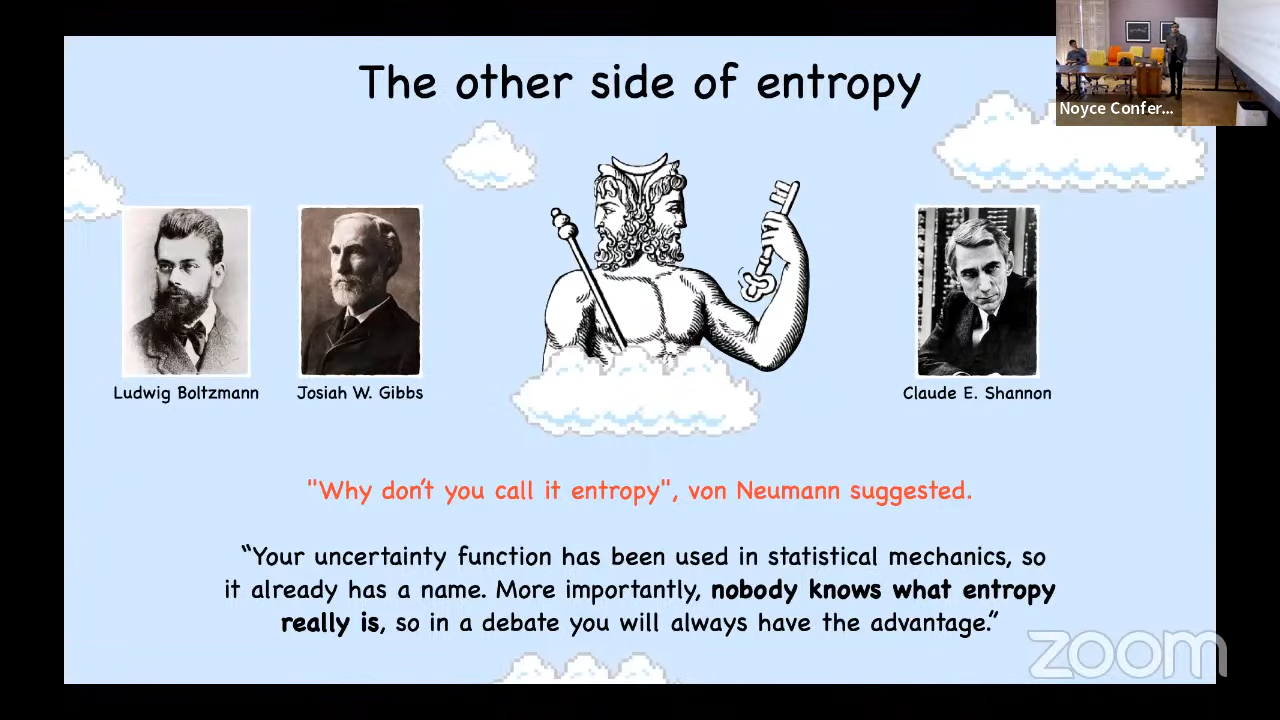 The other side of entropy
Noyce Confer...
Ludwig Boltzmann
Josiah W. Gibbs
Claude E. Shannon
"Why don't you call it entropy", von Neumann suggested.
“Your uncertainty function has been used in statistical mechanics, so
it already has a name. More importantly, nobody knows what entropy
really is, so in a debate you will always have the advantage.”
zoom